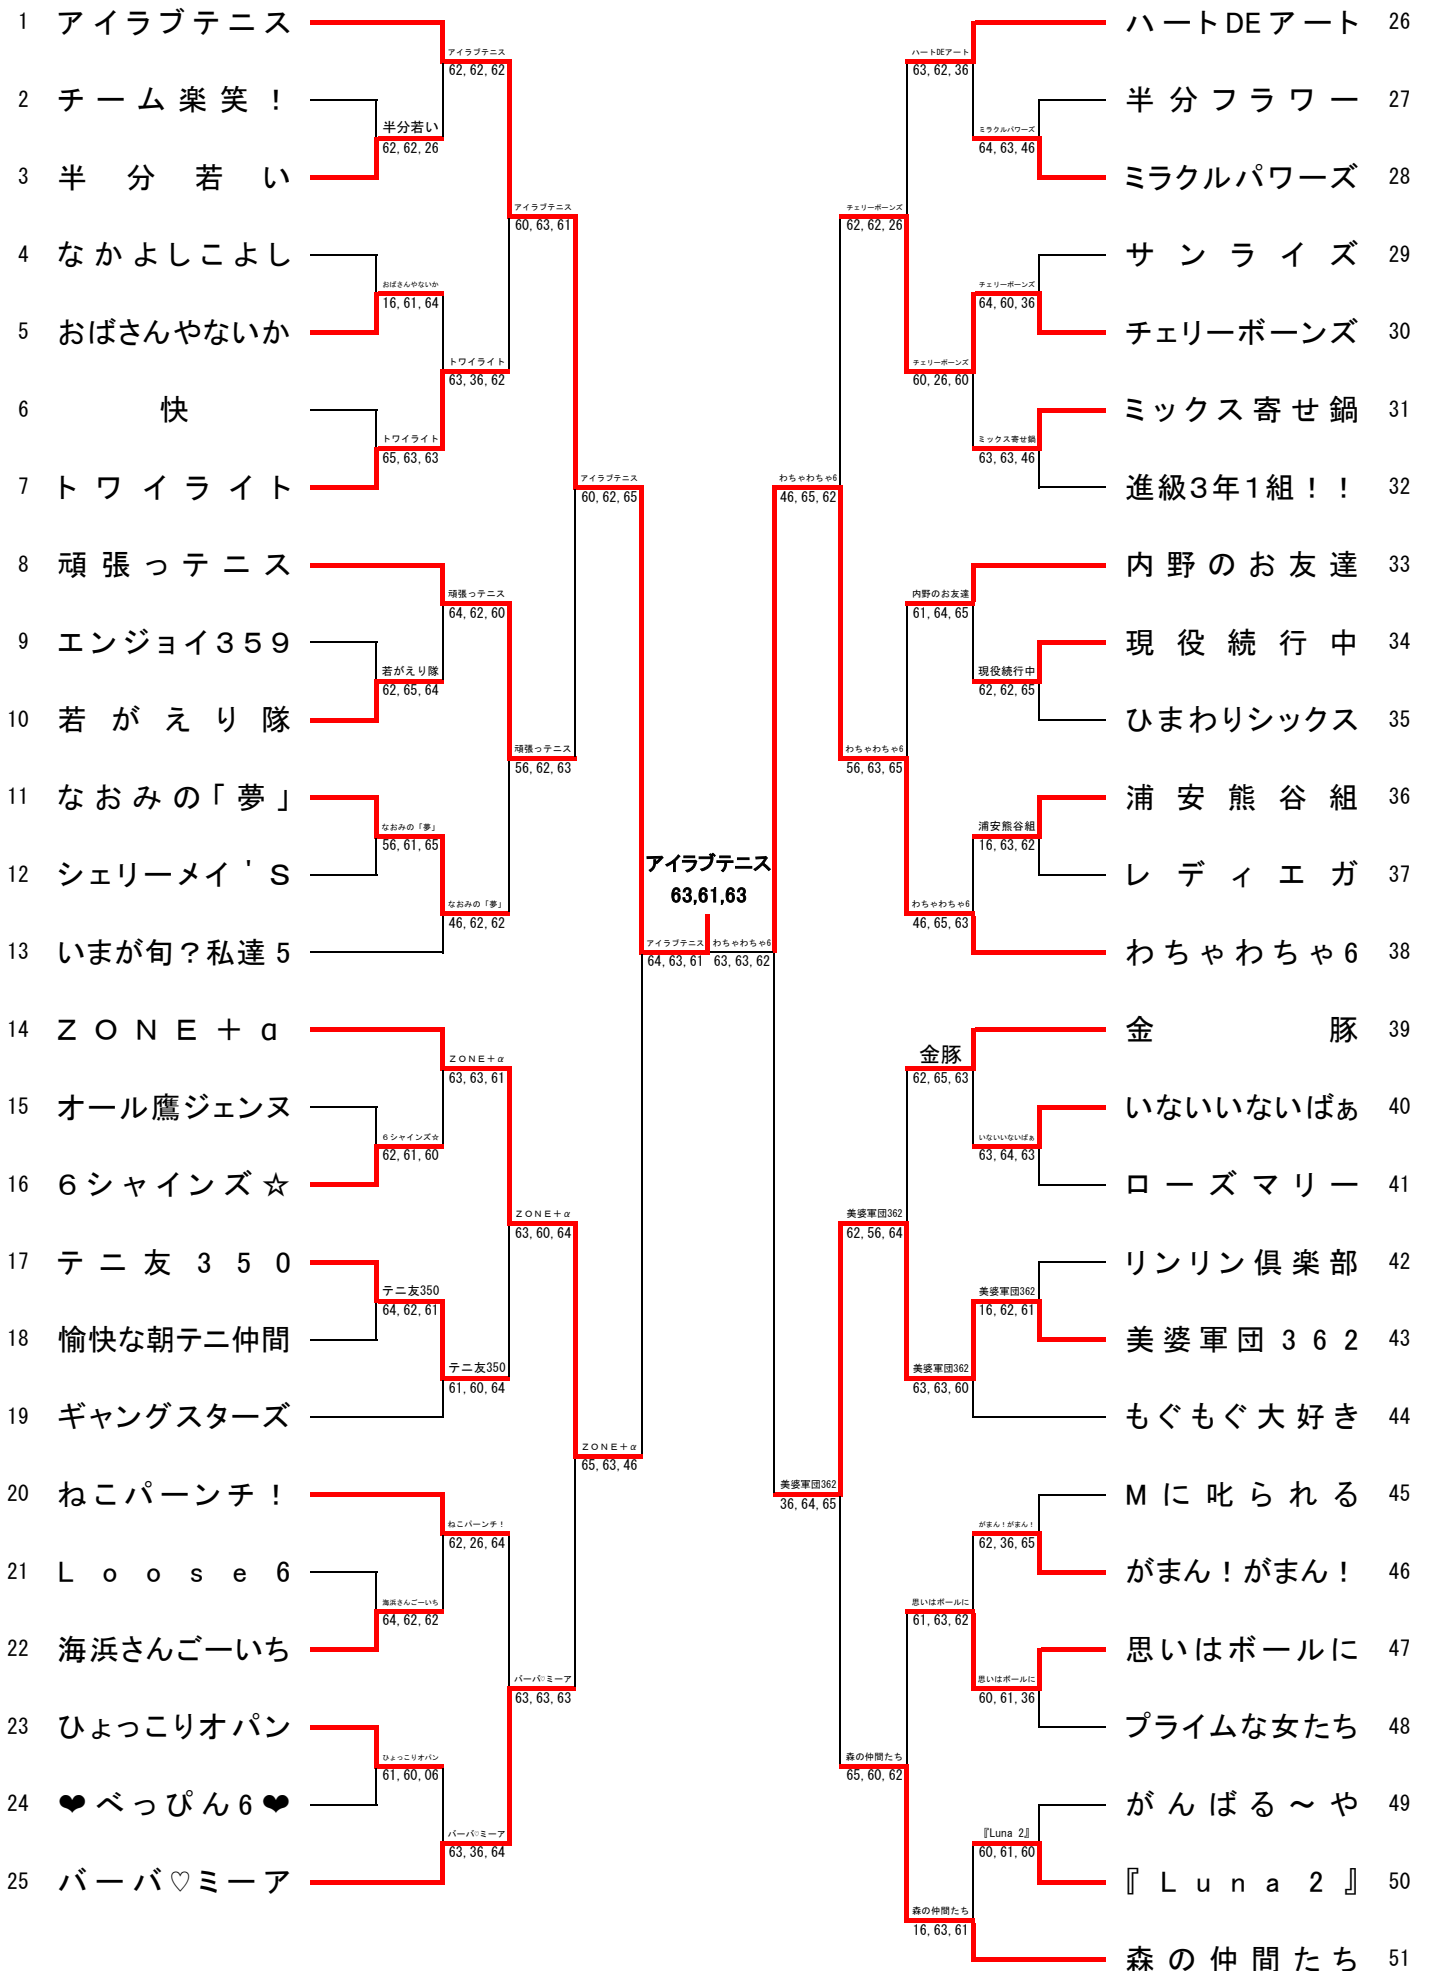 1 アイラブテニス
2 チーム楽笑！
3 半分若い
4 なかよしこよし
5 おばさんやないか
6 快
7 トワイライト
8 頑張っテニス
9 エンジョイ359
10 若がえり隊
11 なおみの「夢」
12 シェリーメイ'S
13 いまが旬？私達5
14 ZONE＋α
15 オール鷹ジェンヌ
16 6シャインズ☆
17 テニ友350
18 愉快な朝テニ仲間
19 ギャングスターズ
20 ねこパーンチ！
21 Loose6
22 海浜さんごーいち
23 ひょっこりオパン
24 ❤べっぴん6❤
25 バーバ♡ミーア
半分若い
62,62,26
おばさんやないか
16,61,64
トワイライト
65,63,63
若がえり隊
62,65,64
なおみの「夢」
56,61,65
6シャインズ☆
62,61,60
テニ友350
64,62,61
海浜さんごーいち
64,62,62
ひょっこりオパン
61,60,06
アイラブテニス
62,62,62
トワイライト
63,36,62
頑張っテニス
64,62,60
なおみの「夢」
46,62,62
ZONE＋α
63,63,61
テニ友350
61,60,64
ねこパーンチ！
62,26,64
バーバ♡ミーア
63,36,64
アイラブテニス
60,63,61
頑張っテニス
56,62,63
ZONE＋α
63,60,64
バーバ♡ミーア
63,63,63
アイラブテニス
60,62,65
ZONE＋α
65,63,46
アイラブテニス
64,63,61
アイラブテニス
63,61,63
わちゃわちゃ6
63,63,62
わちゃわちゃ6
46,65,62
美婆軍団362
36,64,65
チェリーボーンズ
62,62,26
わちゃわちゃ6
56,63,65
美婆軍団362
62,56,64
森の仲間たち
65,60,62
ハートDEアート
63,62,36
チェリーボーンズ
60,26,60
内野のお友達
61,64,65
わちゃわちゃ6
46,65,63
金豚
62,65,63
美婆軍団362
63,63,60
思いはボールに
61,63,62
森の仲間たち
16,63,61
ミラクルパワーズ
64,63,46
チェリーボーンズ
64,60,36
ミックス寄せ鍋
63,63,46
現役続行中
62,62,65
浦安熊谷組
16,63,62
いないいないばぁ
63,64,63
美婆軍団362
16,62,61
がまん！がまん！
62,36,65
思いはボールに
60,61,36
『Luna 2』
60,61,60
ハートDEアート 26
半分フラワー 27
ミラクルパワーズ 28
サンライズ 29
チェリーボーンズ 30
ミックス寄せ鍋 31
進級3年1組！！ 32
内野のお友達 33
現役続行中 34
ひまわりシックス 35
浦安熊谷組 36
レディエガ 37
わちゃわちゃ6 38
金豚 39
いないいないばぁ 40
ローズマリー 41
リンリン倶楽部 42
美婆軍団362 43
もぐもぐ大好き 44
Mに叱られる 45
がまん！がまん！ 46
思いはボールに 47
プライムな女たち 48
がんばる～や 49
『Luna2』 50
森の仲間たち 51